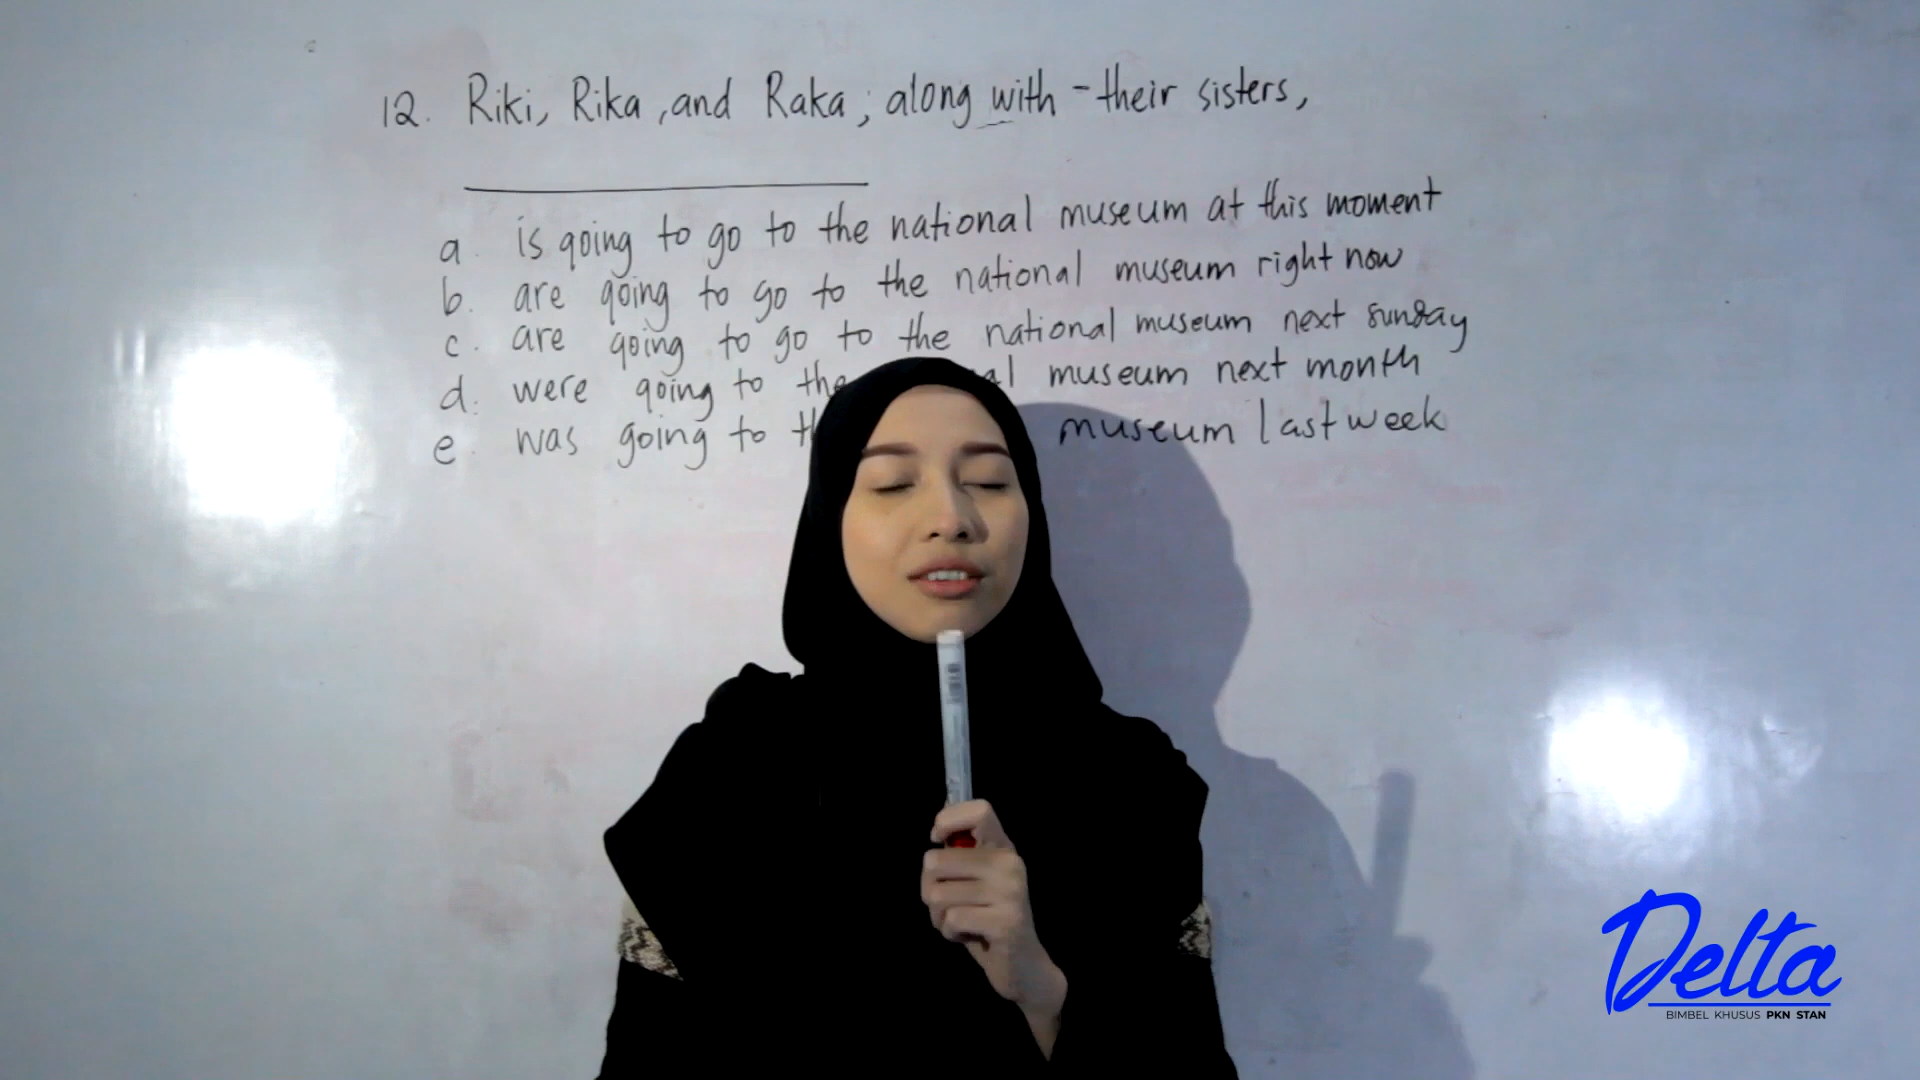 12. Riki, Rika, and Raka, along with their sisters,
a. is going to go to the national museum at this moment
b. are going to go to the national museum right now
c. are going to go to the national museum next sunday
d. were going to the al museum next month
e. was going to museum last week
Delta
BIMBEL KHUSUS PKN STAN